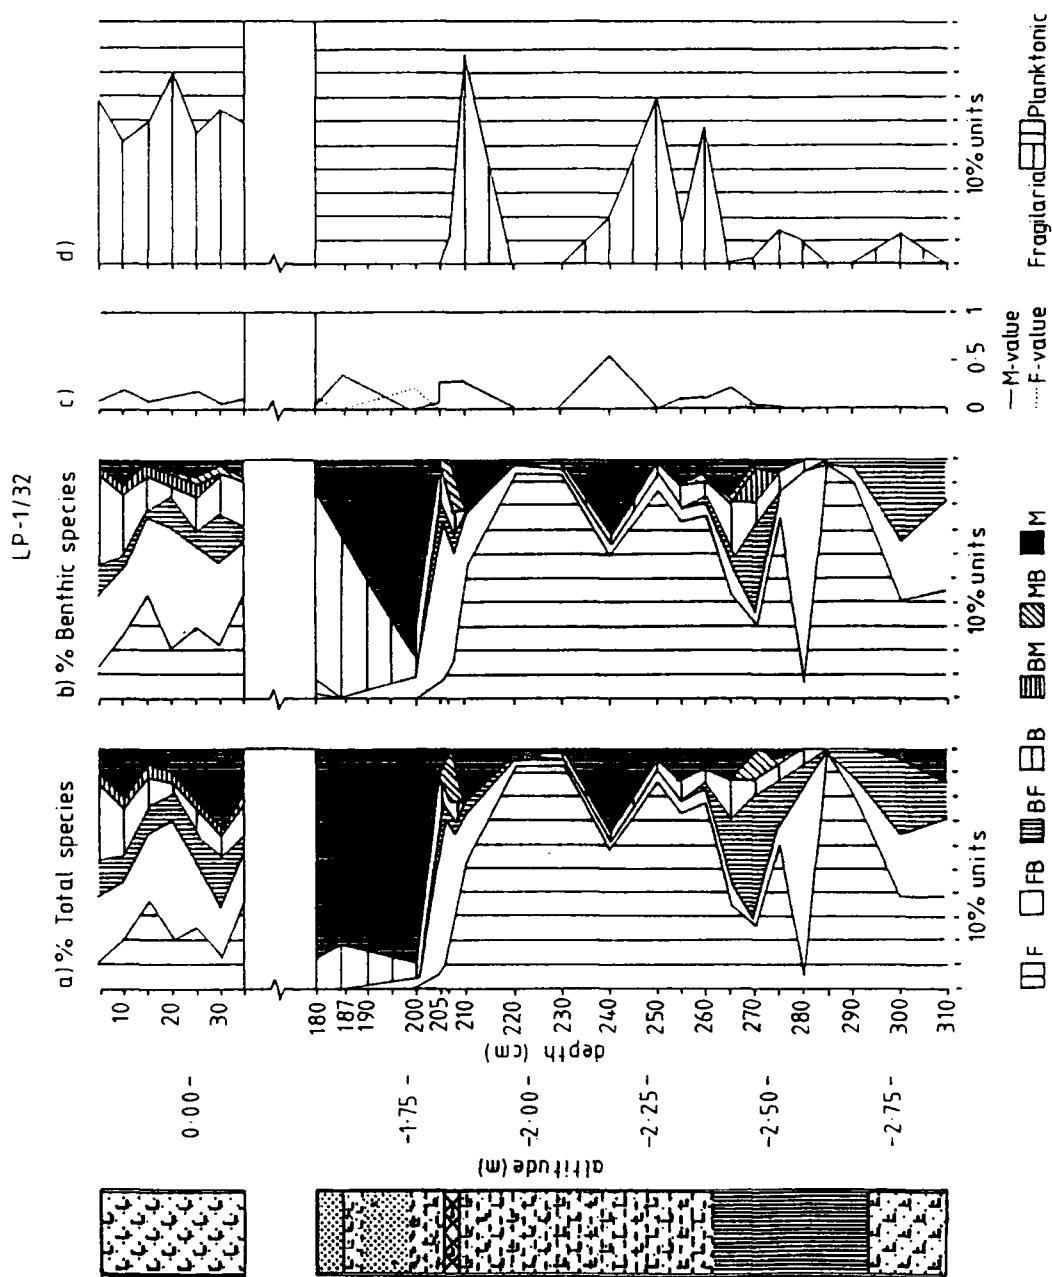 LP-1/32
a) % Total species
b) % Benthic species
c)
d)
altitude (m)
0·00-
-1·75-
-2·00-
-2·25-
-2·50-
-2·75-
depth (cm)
10
20
30
180
187
190
200
205
210
220
230
240
250
260
270
280
290
300
310
10% units
10% units
0 0·5 1
10% units
F FB BF B BM MB M
M-value
F-value
Fragilaria Planktonic